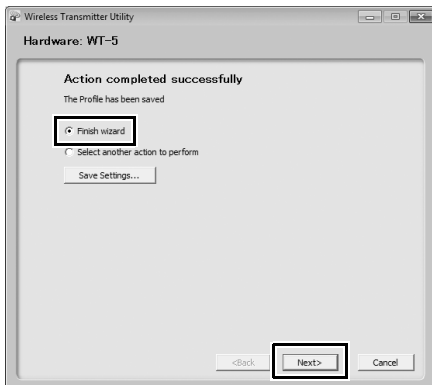 Wireless Transmitter Utility
Hardware: WT-5
Action completed successfully
The Profile has been saved
Finish wizard
Select another action to perform
Save Settings...
<Back Next> Cancel